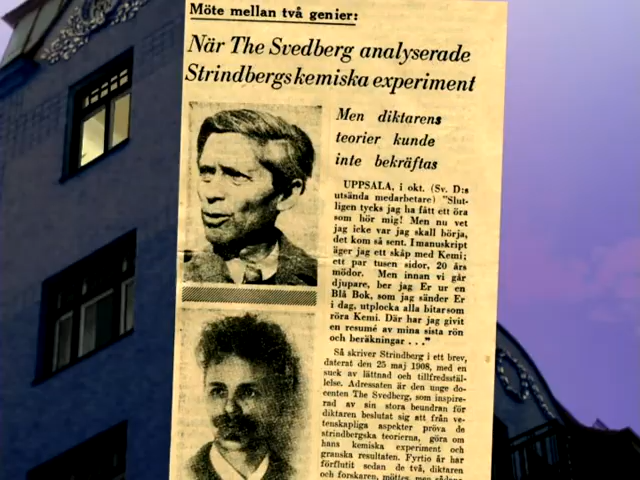 Möte mellan två genier:
När The Svedberg analyserade
Strindbergs kemiska experiment
Men diktarens
teorier kunde
inte bekräftas
UPPSALA, i okt. (Sv. D:s
utsända medarbetare) "Slut-
ligen tycks jag ha fått ett öra
som hör mig! Men nu vet
jag icke var jag skall börja,
det kom så sent. I manuskript
äger jag ett skåp med Kemi;
ett par tusen sidor, 20 års
mödor. Men innan vi går
djupare, ber jag Er ur en
Blå Bok, som jag sänder Er
i dag, utplocka alla bitar som
röra Kemi. Där har jag givit
en resumé av mina sista rön
och beräkningar . . ."
Så skriver Strindberg i ett brev,
daterat den 25 maj 1908, med en
suck av lättnad och tillfredsstäl-
lelse. Adressaten är den unge do-
centen The Svedberg, som inspire-
rad av sin stora beundran för
diktaren beslutat sig att från ve-
tenskapliga aspekter pröva de
strindbergska teorierna, göra om
hans kemiska experiment och
granska resultaten. Fyrtio år har
förflutit sedan de två, diktaren
och forskaren, möttes, men sådana